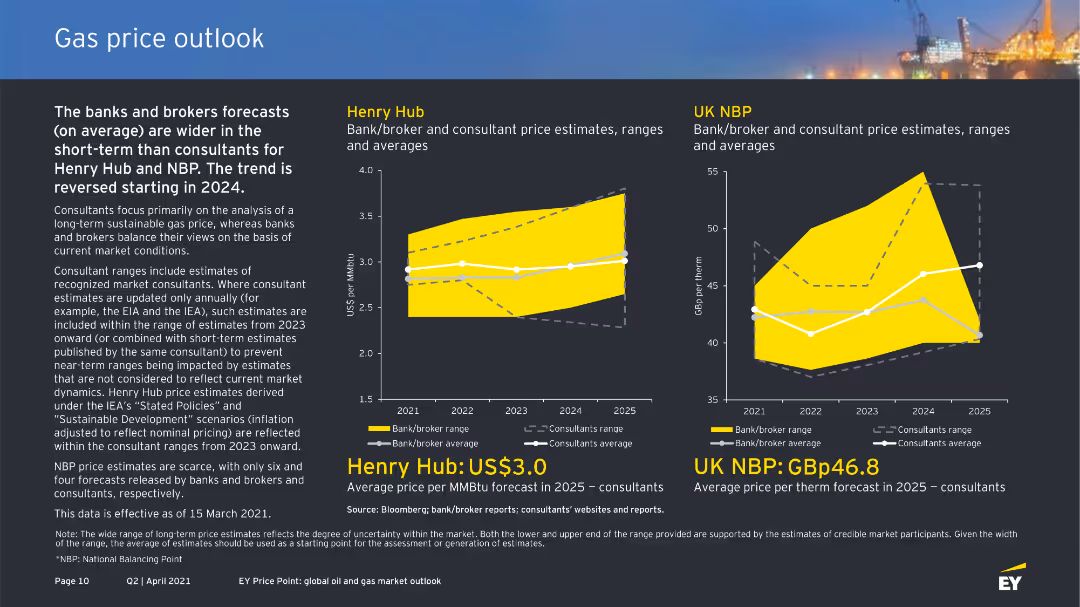 Gas price outlook
The banks and brokers forecasts
(on average) are wider in the
short-term than consultants for
Henry Hub and NBP. The trend is
reversed starting in 2024.
Consultants focus primarily on the analysis of a
long-term sustainable gas price, whereas banks
and brokers balance their views on the basis of
current market conditions.
Consultant ranges include estimates of
recognized market consultants. Where consultant
estimates are updated only annually (for
example, the EIA and the IEA), such estimates are
included within the range of estimates from 2023
onward (or combined with short-term estimates
published by the same consultant) to prevent
near-term ranges being impacted by estimates
that are not considered to reflect current market
dynamics. Henry Hub price estimates derived
under the IEA's "Stated Policies" and
"Sustainable Development" scenarios (inflation
adjusted to reflect nominal pricing) are reflected
within the consultant ranges from 2023 onward.
NBP price estimates are scarce, with only six and
four forecasts released by banks and brokers and
consultants, respectively.
This data is effective as of 15 March 2021.
Henry Hub
Bank/broker and consultant price estimates, ranges
and averages
US$ per MMBtu
4.0
3.5
3.0
2.5
2.0
1.5
2021 2022 2023 2024 2025
Bank/broker range Consultants range
Bank/broker average Consultants average
Henry Hub: US$3.0
Average price per MMBtu forecast in 2025 – consultants
Source: Bloomberg; bank/broker reports; consultants' websites and reports.
UK NBP
Bank/broker and consultant price estimates, ranges
and averages
GBp per therm
55
50
45
40
35
2021 2022 2023 2024 2025
Bank/broker range Consultants range
Bank/broker average Consultants average
UK NBP: GBp46.8
Average price per therm forecast in 2025 – consultants
Note: The wide range of long-term price estimates reflects the degree of uncertainty within the market. Both the lower and upper end of the range provided are supported by the estimates of credible market participants. Given the width
of the range, the average of estimates should be used as a starting point for the assessment or generation of estimates.
*NBP: National Balancing Point
Page 10 Q2 | April 2021 EY Price Point: global oil and gas market outlook
EY